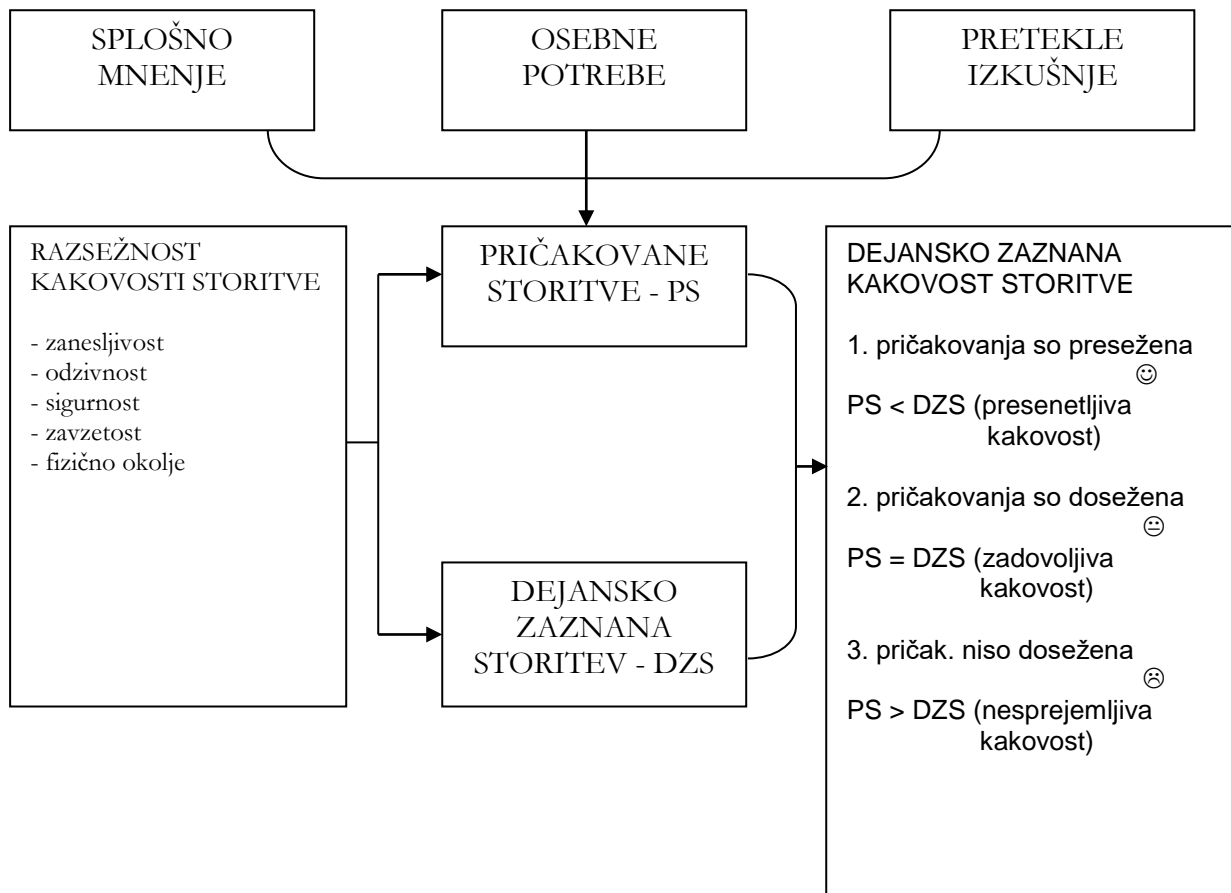 SPLOŠNO
MNENJE
OSEBNE
POTREBE
PRETEKLE
IZKUŠNJE
RAZSEŽNOST
KAKOVOSTI STORITVE
- zanesljivost
- odzivnost
- sigurnost
- zavzetost
- fizično okolje
PRIČAKOVANE
STORITVE - PS
DEJANSKO
ZAZNANA
STORITEV - DZS
DEJANSKO ZAZNANA
KAKOVOST STORITVE
1. pričakovanja so presežena
☺
PS < DZS (presenetljiva
kakovost)
2. pričakovanja so dosežena
😐
PS = DZS (zadovoljiva
kakovost)
3. pričak. niso dosežena
☹
PS > DZS (nesprejemljiva
kakovost)